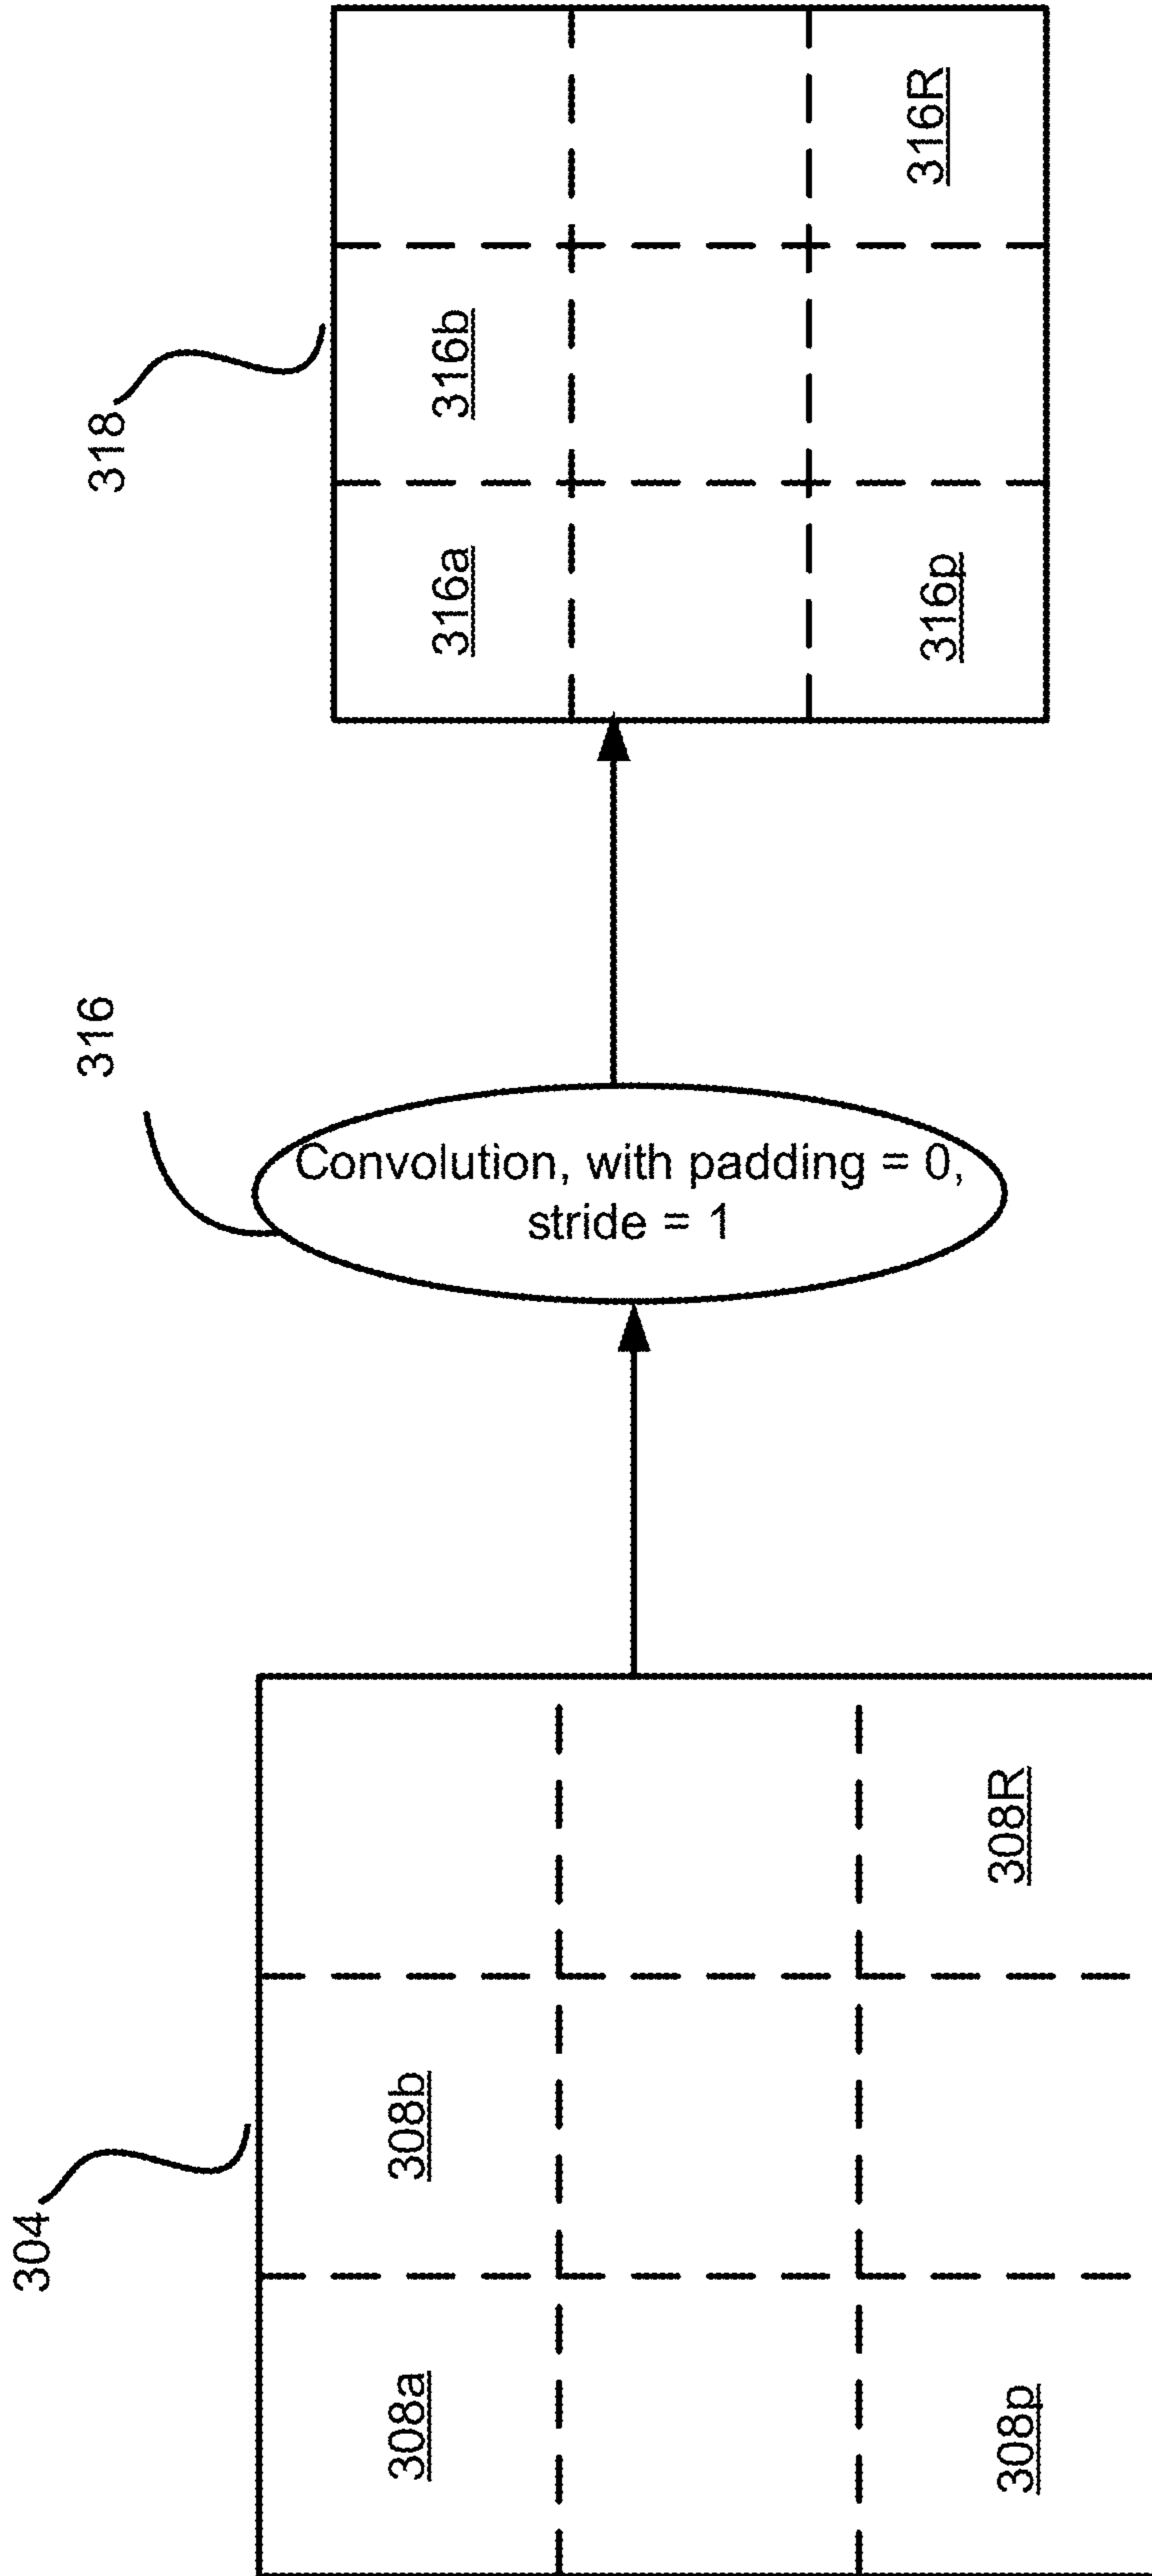 304
308a
308b
308p
308R
316
Convolution, with padding = 0,
stride = 1
318
316a
316b
316p
316R